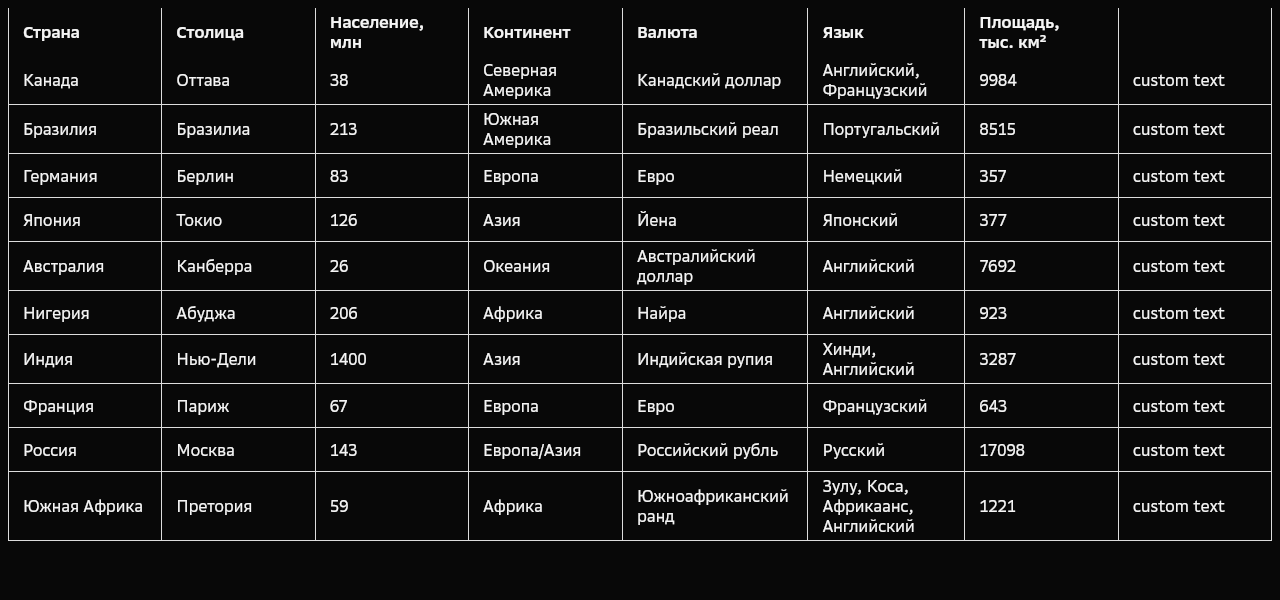 Страна Столица Население, млн Континент Валюта Язык Площадь, тыс. км²
Канада Оттава 38 Северная Америка Канадский доллар Английский, Французский 9984 custom text
Бразилия Бразилиа 213 Южная Америка Бразильский реал Португальский 8515 custom text
Германия Берлин 83 Европа Евро Немецкий 357 custom text
Япония Токио 126 Азия Йена Японский 377 custom text
Австралия Канберра 26 Океания Австралийский доллар Английский 7692 custom text
Нигерия Абуджа 206 Африка Найра Английский 923 custom text
Индия Нью-Дели 1400 Азия Индийская рупия Хинди, Английский 3287 custom text
Франция Париж 67 Европа Евро Французский 643 custom text
Россия Москва 143 Европа/Азия Российский рубль Русский 17098 custom text
Южная Африка Претория 59 Африка Южноафриканский ранд Зулу, Коса, Африкаанс, Английский 1221 custom text